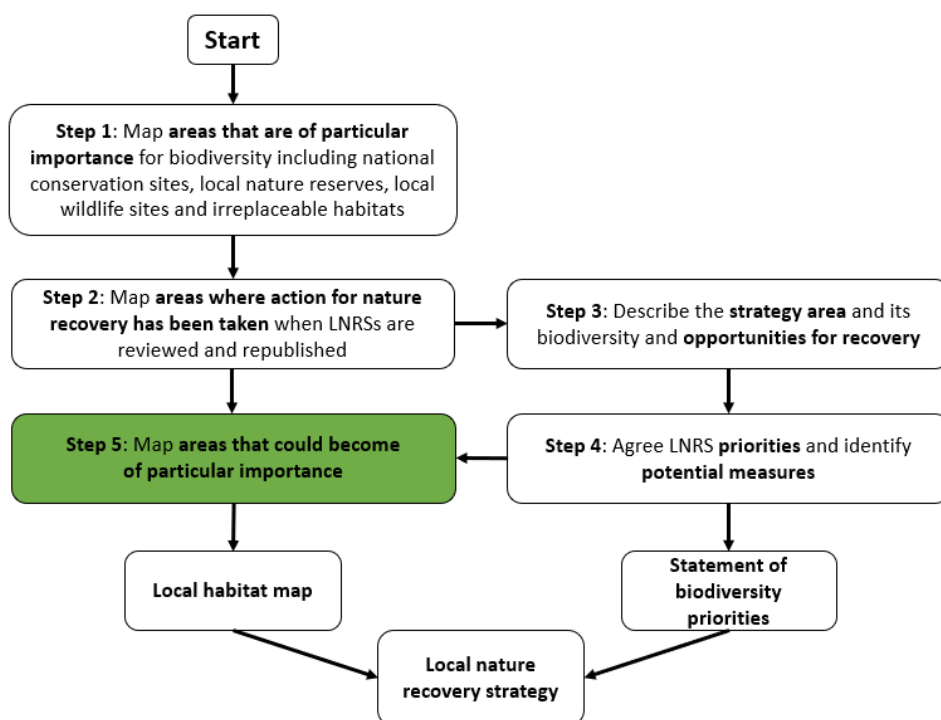 Start
Step 1: Map areas that are of particular
importance for biodiversity including national
conservation sites, local nature reserves, local
wildlife sites and irreplaceable habitats
Step 2: Map areas where action for nature
recovery has been taken when LNRSs are
reviewed and republished
Step 3: Describe the strategy area and its
biodiversity and opportunities for recovery
Step 5: Map areas that could become
of particular importance
Step 4: Agree LNRS priorities and identify
potential measures
Local habitat map
Statement of
biodiversity
priorities
Local nature
recovery strategy